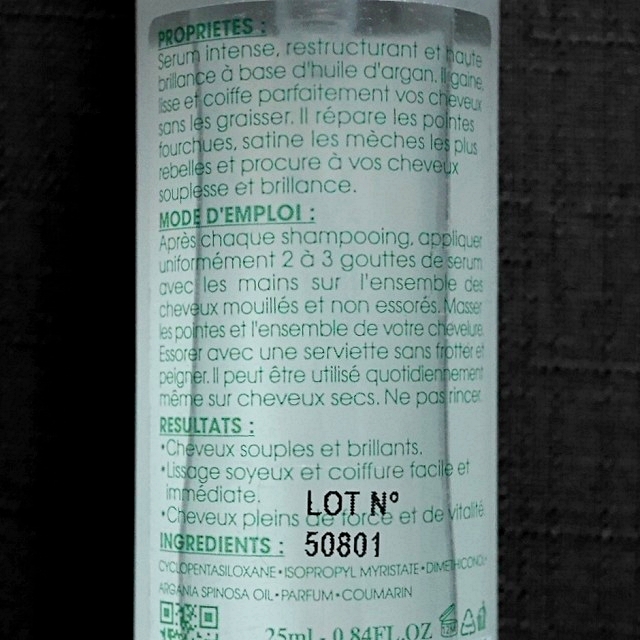 PROPRIETES :
Serum intense, restructurant et haute
brillance à base d'huile d'argan. Il gaine,
lisse et coiffe parfaitement vos cheveux
sans les graisser. Il répare les pointes
fourchues, satine les mèches les plus
rebelles et procure à vos cheveux
souplesse et brillance.
MODE D'EMPLOI :
Après chaque shampooing, appliquer
uniformément 2 à 3 gouttes de serum
avec les mains sur l'ensemble des
cheveux mouillés et non essorés. Masser
les pointes et l'ensemble de votre chevelure.
Essorer avec une serviette sans frotter et
peigner. Il peut être utilisé quotidiennement
même sur cheveux secs. Ne pas rincer.
RESULTATS :
•Cheveux souples et brillants.
•Lissage soyeux et coiffure facile et
immédiate.
LOT N°
•Cheveux pleins de force et de vitalité
INGREDIENTS :
50801
CYCLOPENTASILOXANE•ISOPROPYL MYRISTATE•DIMETHICONOL•
ARGANIA SPINOSA OIL•PARFUM•COUMARIN
25ml - 0.84FL.OZ